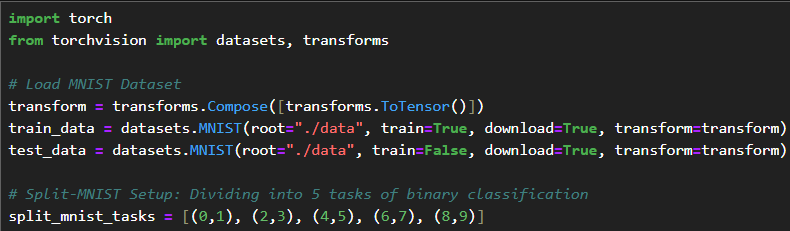 import torch
from torchvision import datasets, transforms
# Load MNIST Dataset
transform = transforms.Compose([transforms.ToTensor()])
train_data = datasets.MNIST(root="./data", train=True, download=True, transform=transform)
test_data = datasets.MNIST(root="./data", train=False, download=True, transform=transform)
# Split-MNIST Setup: Dividing into 5 tasks of binary classification
split_mnist_tasks = [(0,1), (2,3), (4,5), (6,7), (8,9)]